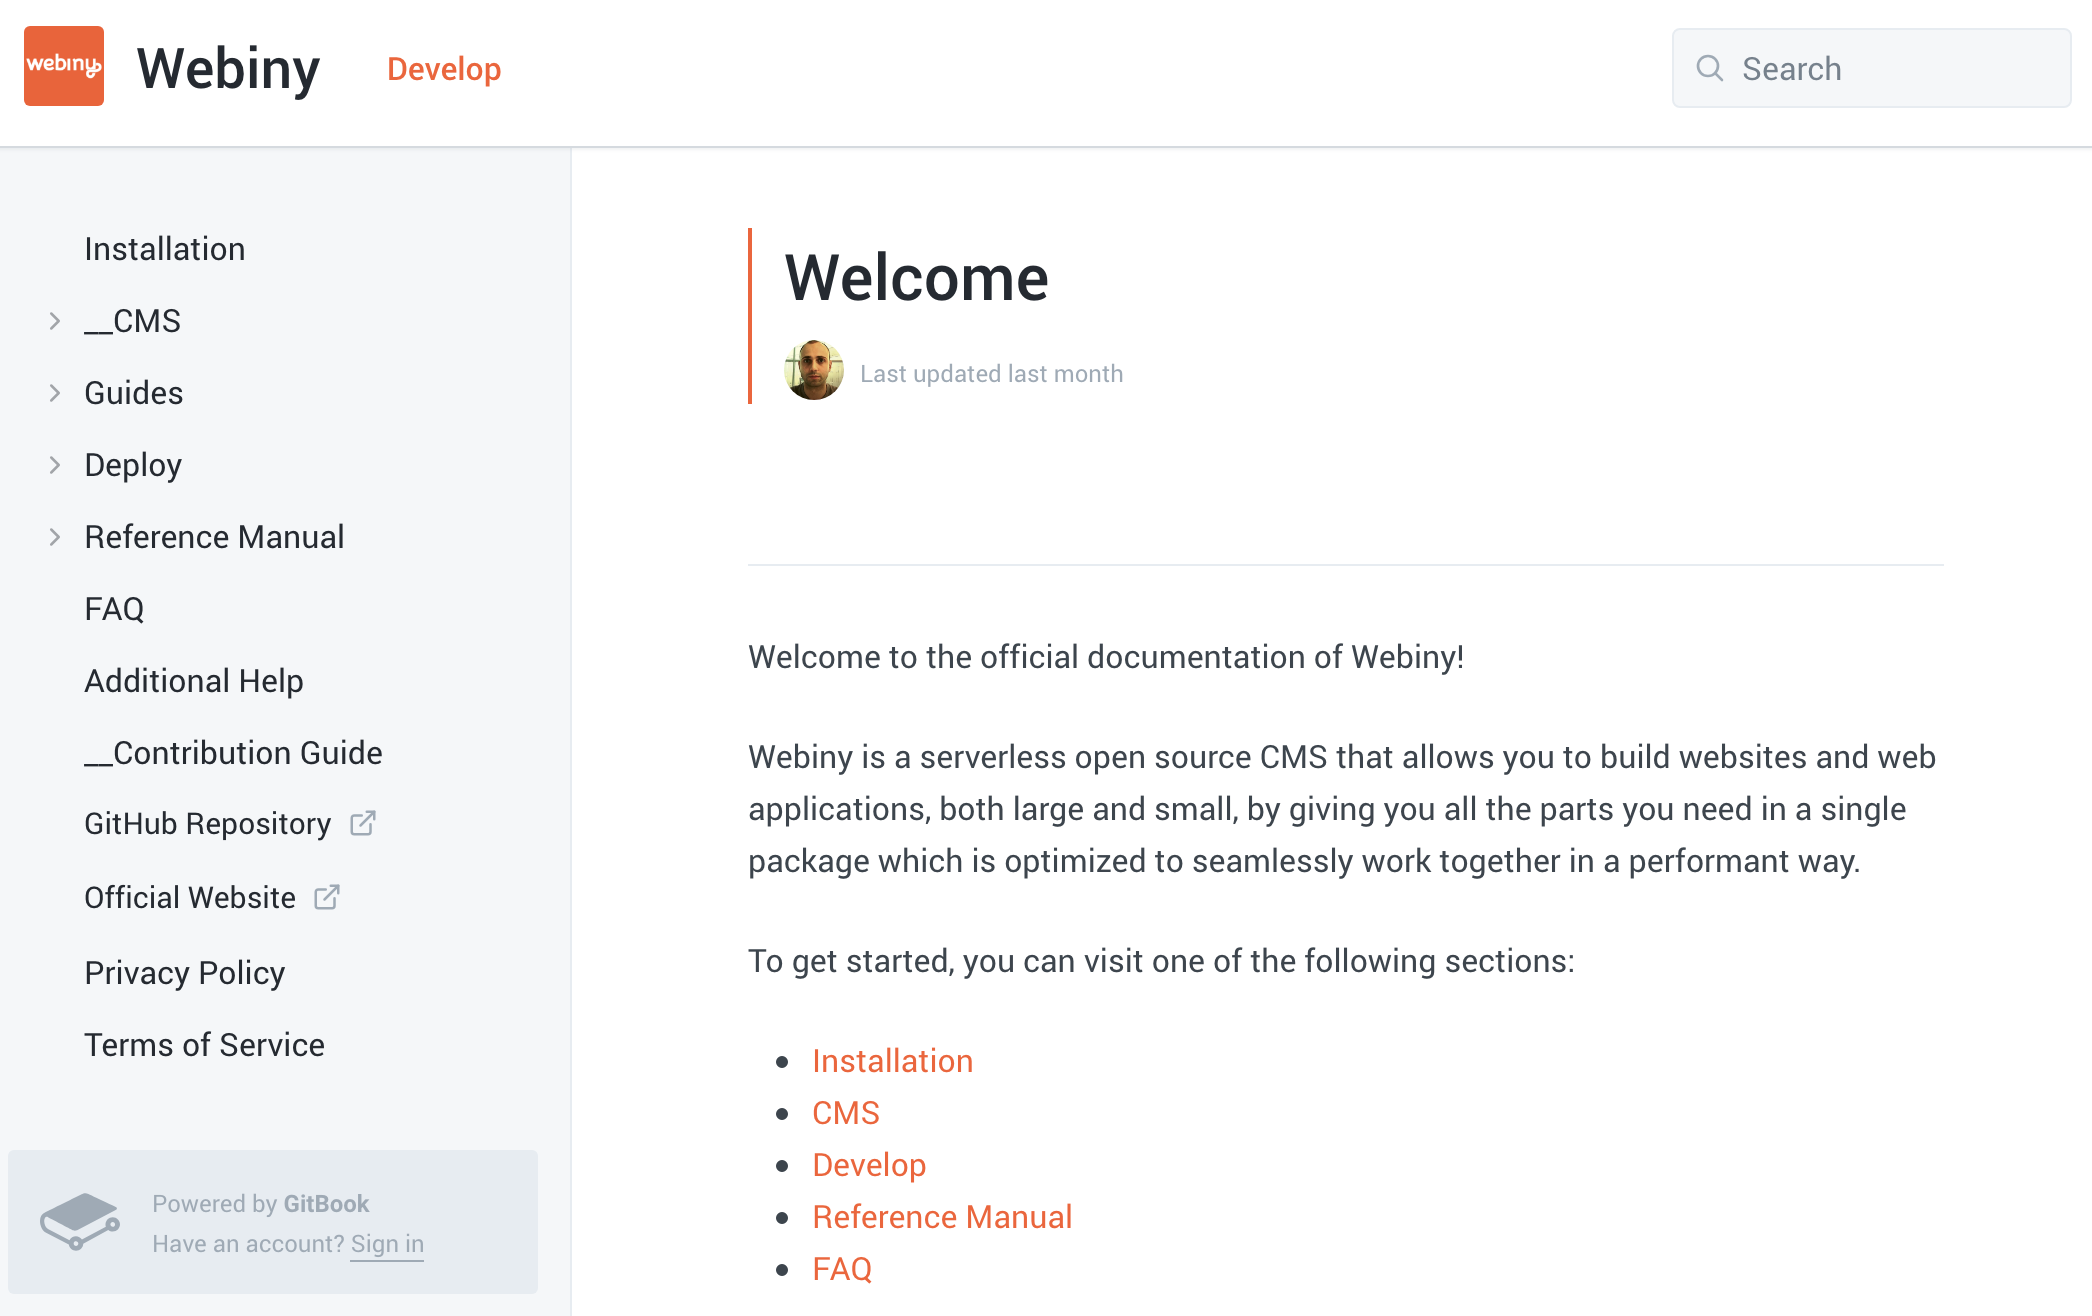 webiny
Webiny
Develop
Search
Installation
__CMS
Guides
Deploy
Reference Manual
FAQ
Additional Help
__Contribution Guide
GitHub Repository
Official Website
Privacy Policy
Terms of Service
Powered by GitBook
Have an account? Sign in
Welcome
Last updated last month
Welcome to the official documentation of Webiny!
Webiny is a serverless open source CMS that allows you to build websites and web
applications, both large and small, by giving you all the parts you need in a single
package which is optimized to seamlessly work together in a performant way.
To get started, you can visit one of the following sections:
Installation
CMS
Develop
Reference Manual
FAQ